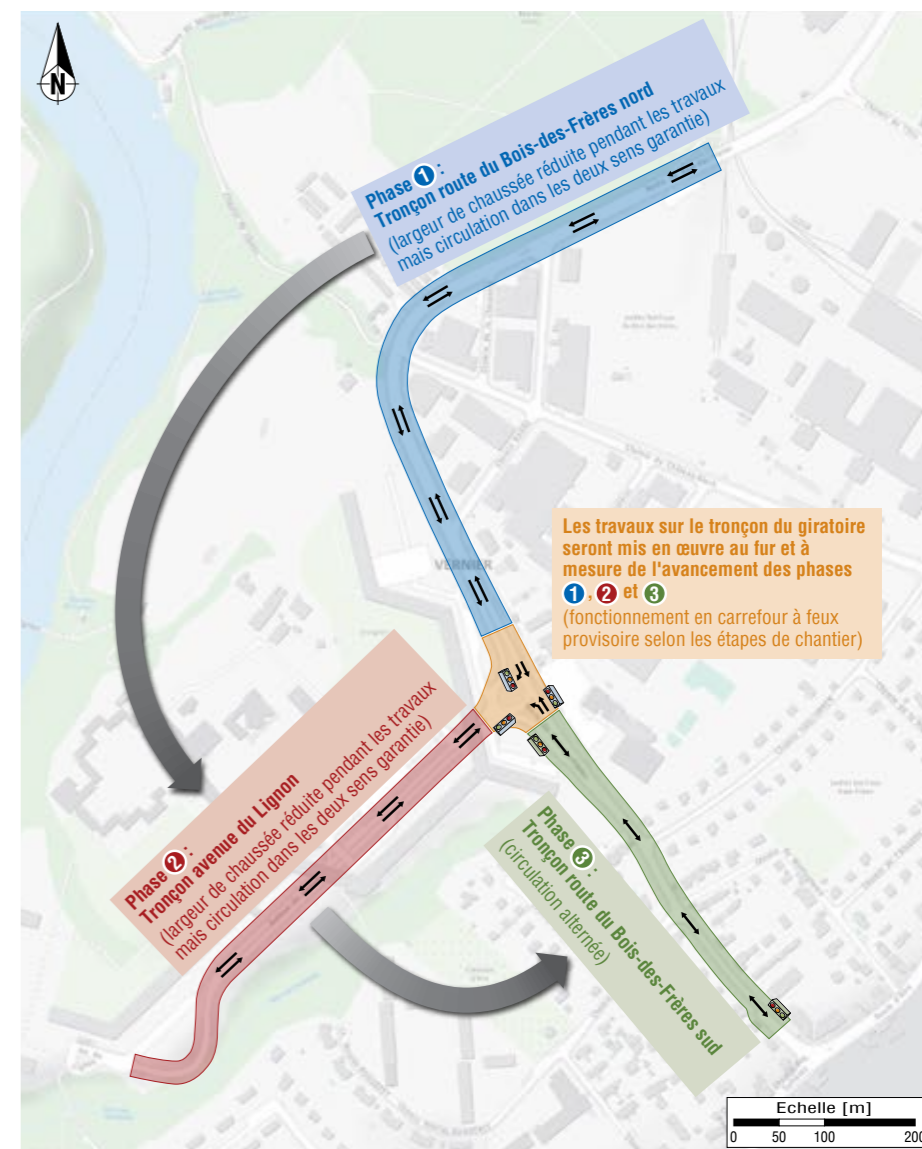 N
Phase 1 :
Tronçon route du Bois-des-Frères nord
(largeur de chaussée réduite pendant les travaux
mais circulation dans les deux sens garantie)
Les travaux sur le tronçon du giratoire
seront mis en œuvre au fur et à
mesure de l'avancement des phases
1, 2 et 3
(fonctionnement en carrefour à feux
provisoire selon les étapes de chantier)
VERNIER
Phase 2 :
Tronçon avenue du Lignon
(largeur de chaussée réduite pendant les travaux
mais circulation dans les deux sens garantie)
Phase 3 :
Tronçon route du Bois-des-Frères sud
(circulation alternée)
Echelle [m]
0 50 100 200